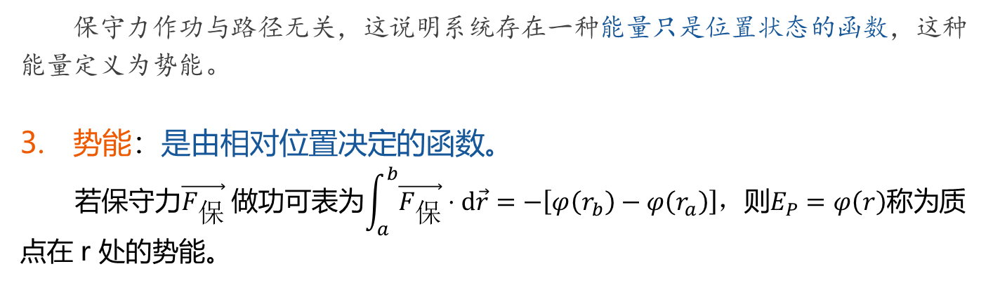 保守力作功与路径无关，这说明系统存在一种能量只是位置状态的函数，这种
能量定义为势能。
3. 势能：是由相对位置决定的函数。
若保守力$\overrightarrow{F_{保}}$ 做功可表为$\int_{a}^{b}\overrightarrow{F_{保}}\cdot \mathrm{d}\vec{r}=-[\varphi(r_b)-\varphi(r_a)]$，则$E_P=\varphi(r)$称为质
点在 r 处的势能。